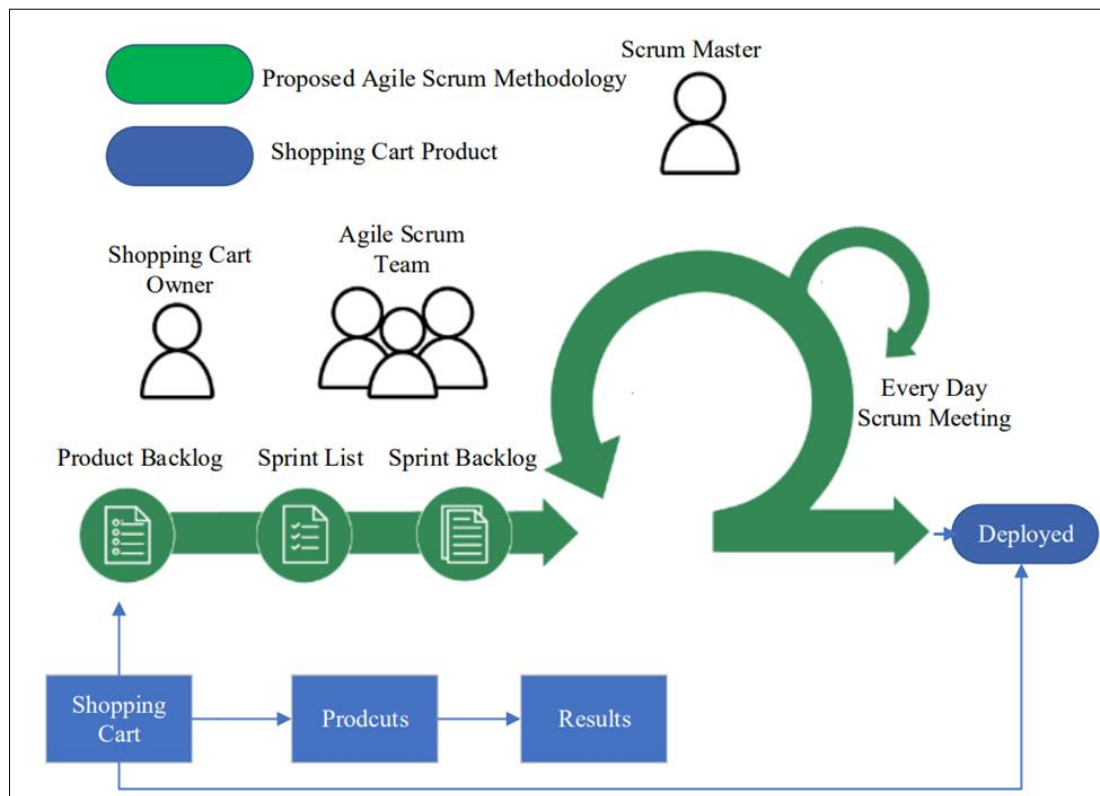 Scrum Master
Proposed Agile Scrum Methodology
Shopping Cart Product
Shopping Cart
Owner
Agile Scrum
Team
Every Day
Scrum Meeting
Product Backlog
Sprint List
Sprint Backlog
Deployed
Shopping
Cart
Prodcuts
Results